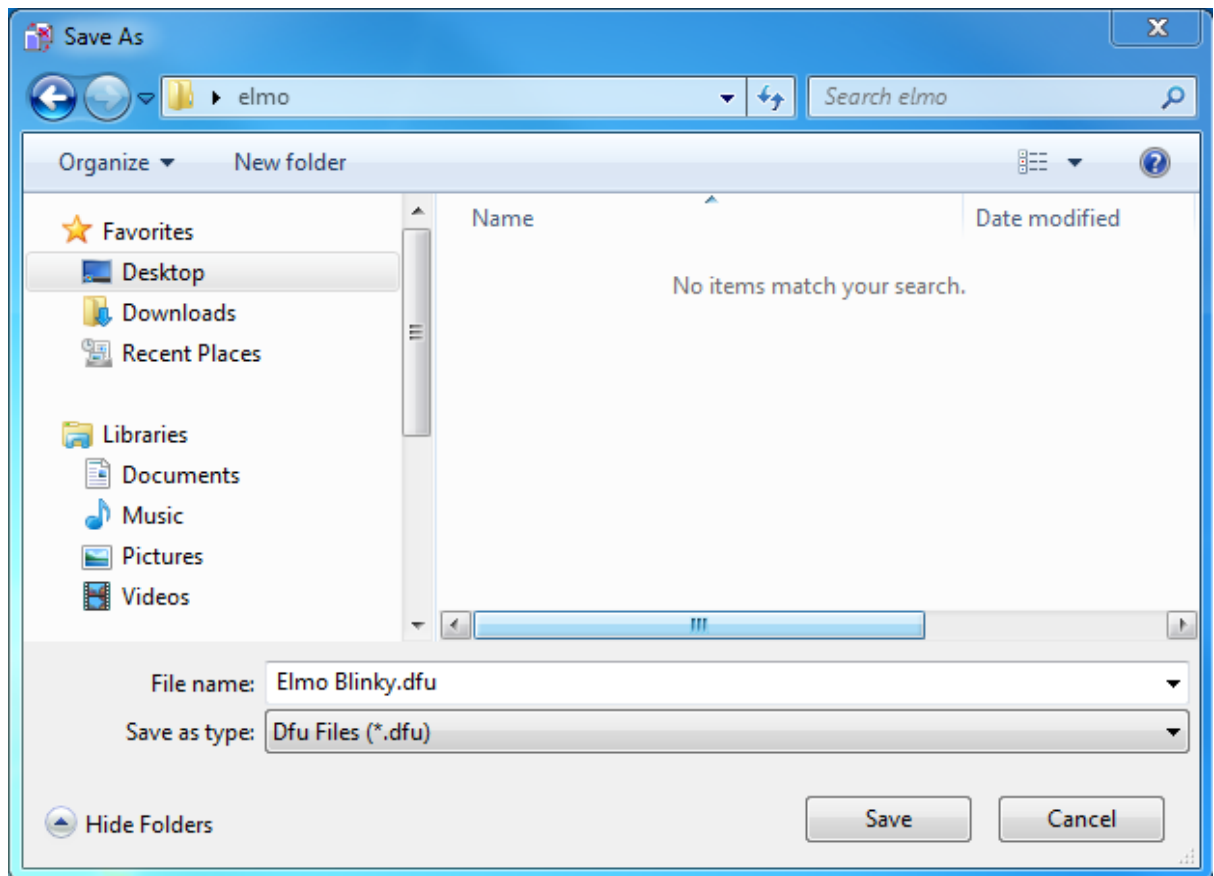 Save As
elmo
Search elmo
Organize
New folder
Name
Date modified
Favorites
Desktop
No items match your search.
Downloads
Recent Places
Libraries
Documents
Music
Pictures
Videos
File name: Elmo Blinky.dfu
Save as type: Dfu Files (*.dfu)
Hide Folders
Save
Cancel